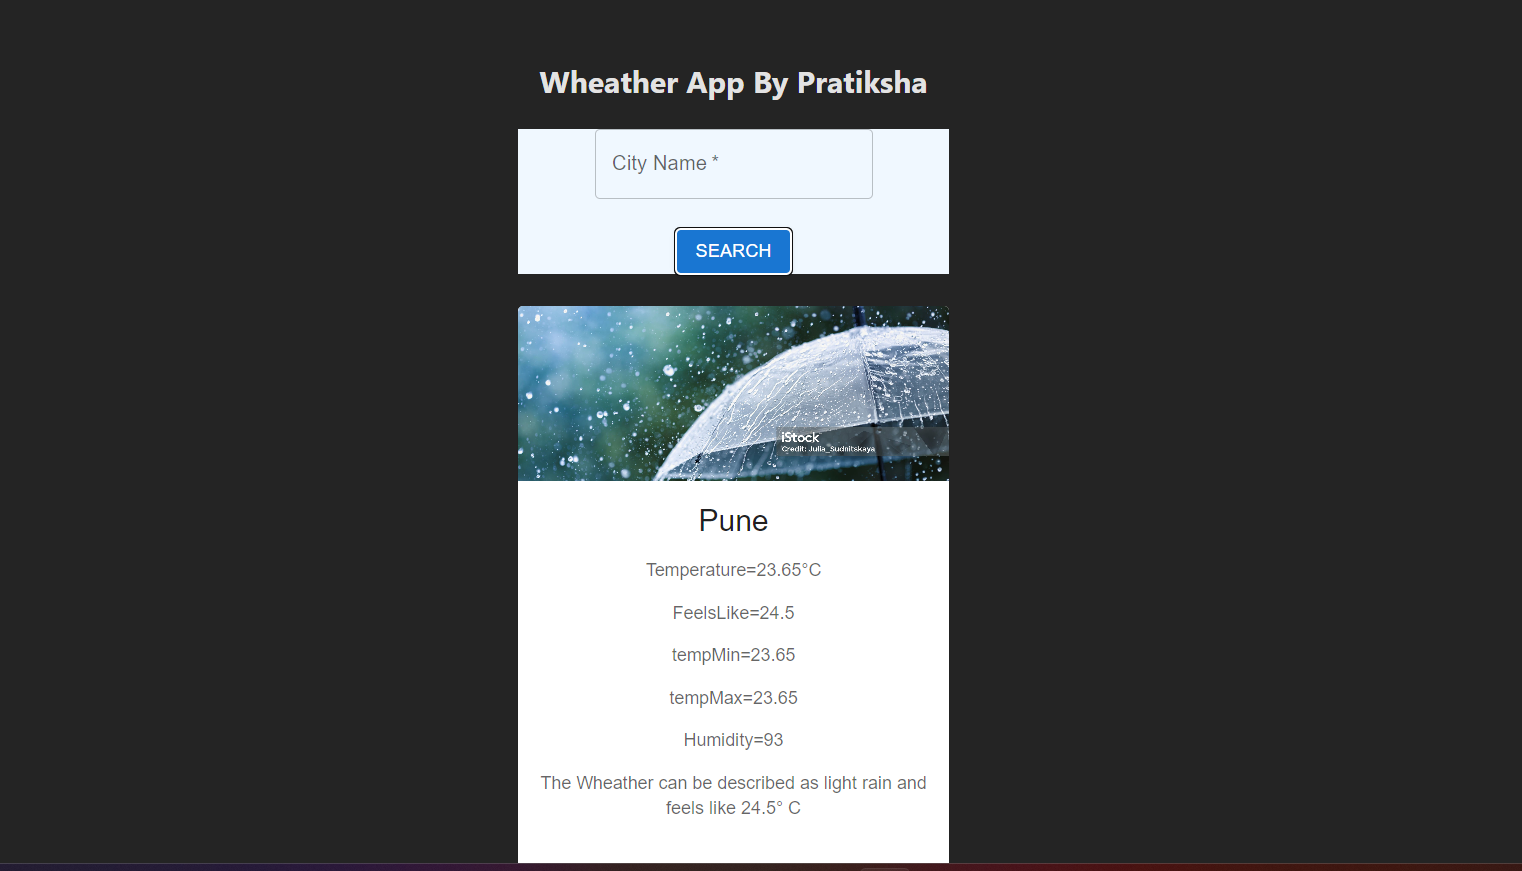 Wheather App By Pratiksha
City Name *
SEARCH
iStock
Credit: Julia_Sudnitskaya
Pune
Temperature=23.65°C
FeelsLike=24.5
tempMin=23.65
tempMax=23.65
Humidity=93
The Wheather can be described as light rain and
feels like 24.5° C